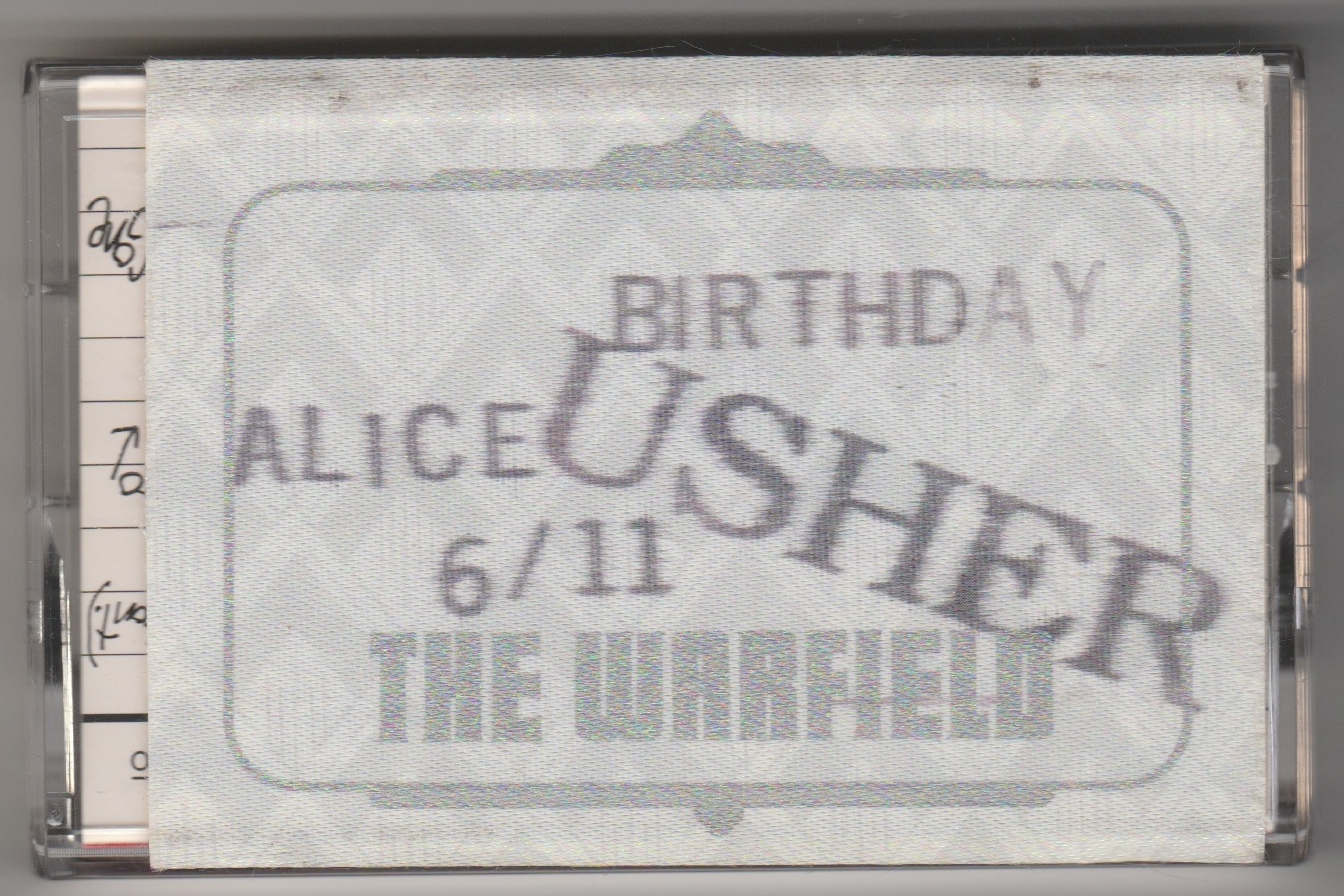 BIRTHDAY
ALICE
USHER
6/11
THE WARFIELD